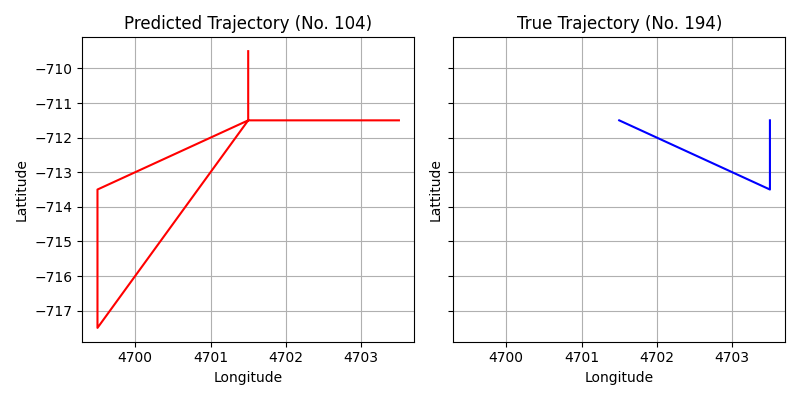 Predicted Trajectory (No. 104)
True Trajectory (No. 194)
−710
−711
−712
−713
−714
−715
−716
−717
Lattitude
Lattitude
4700 4701 4702 4703
4700 4701 4702 4703
Longitude
Longitude